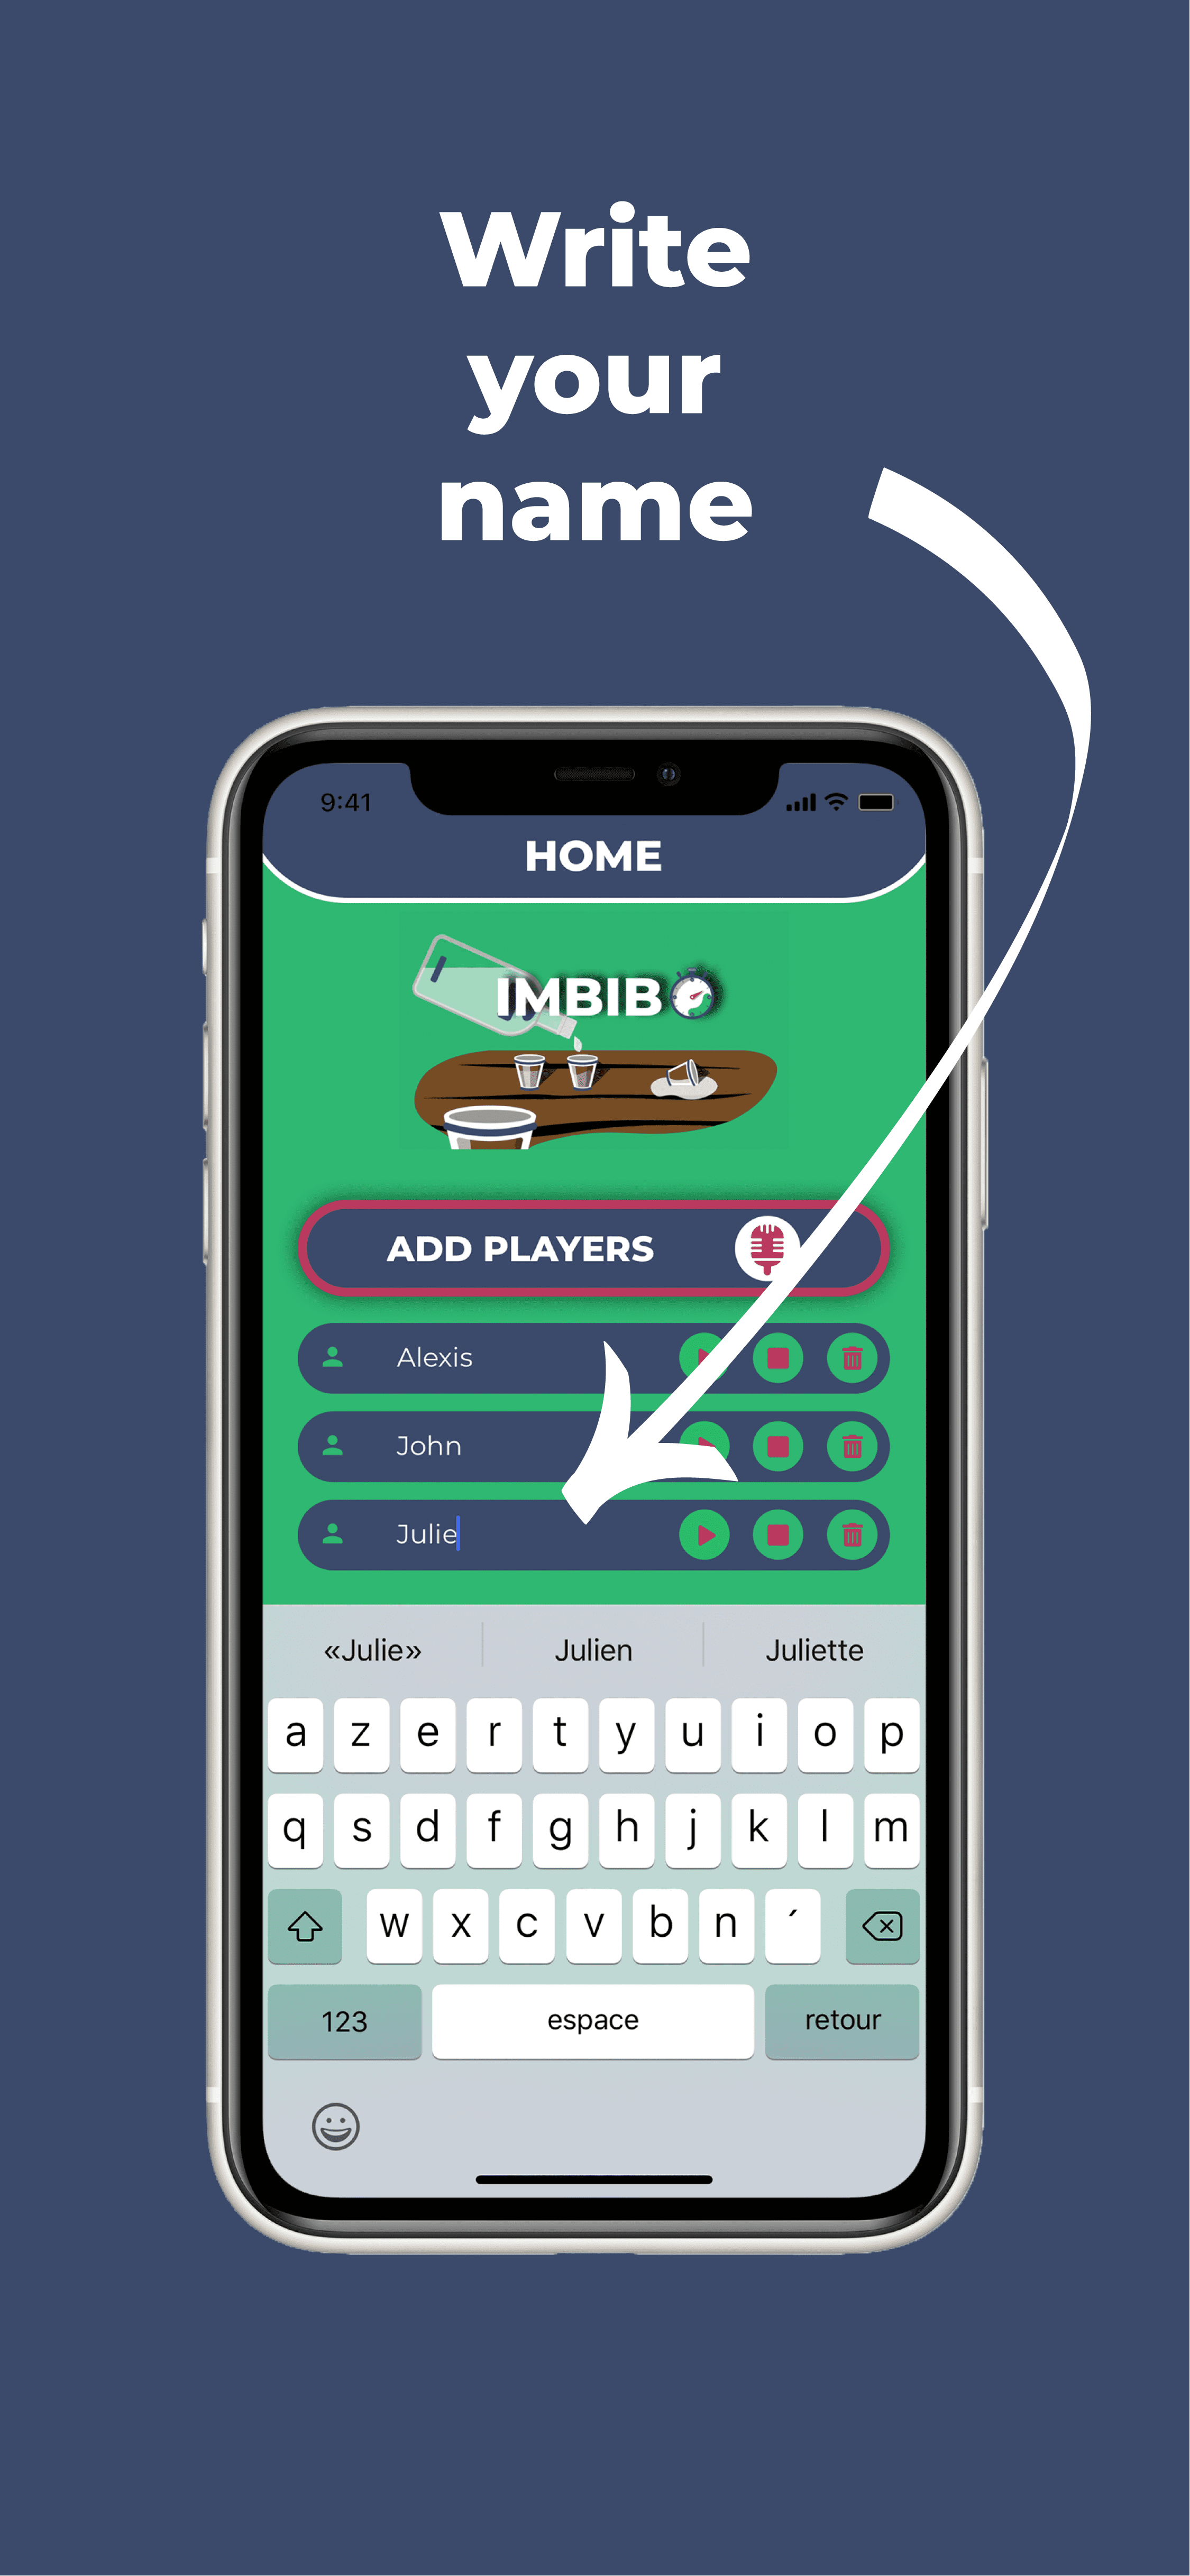 Write
your
name
9:41
HOME
IMBIB
ADD PLAYERS
Alexis
John
Julie
«Julie» Julien Juliette
a z e r t y u i o p
q s d f g h j k l m
w x c v b n ´
123 espace retour